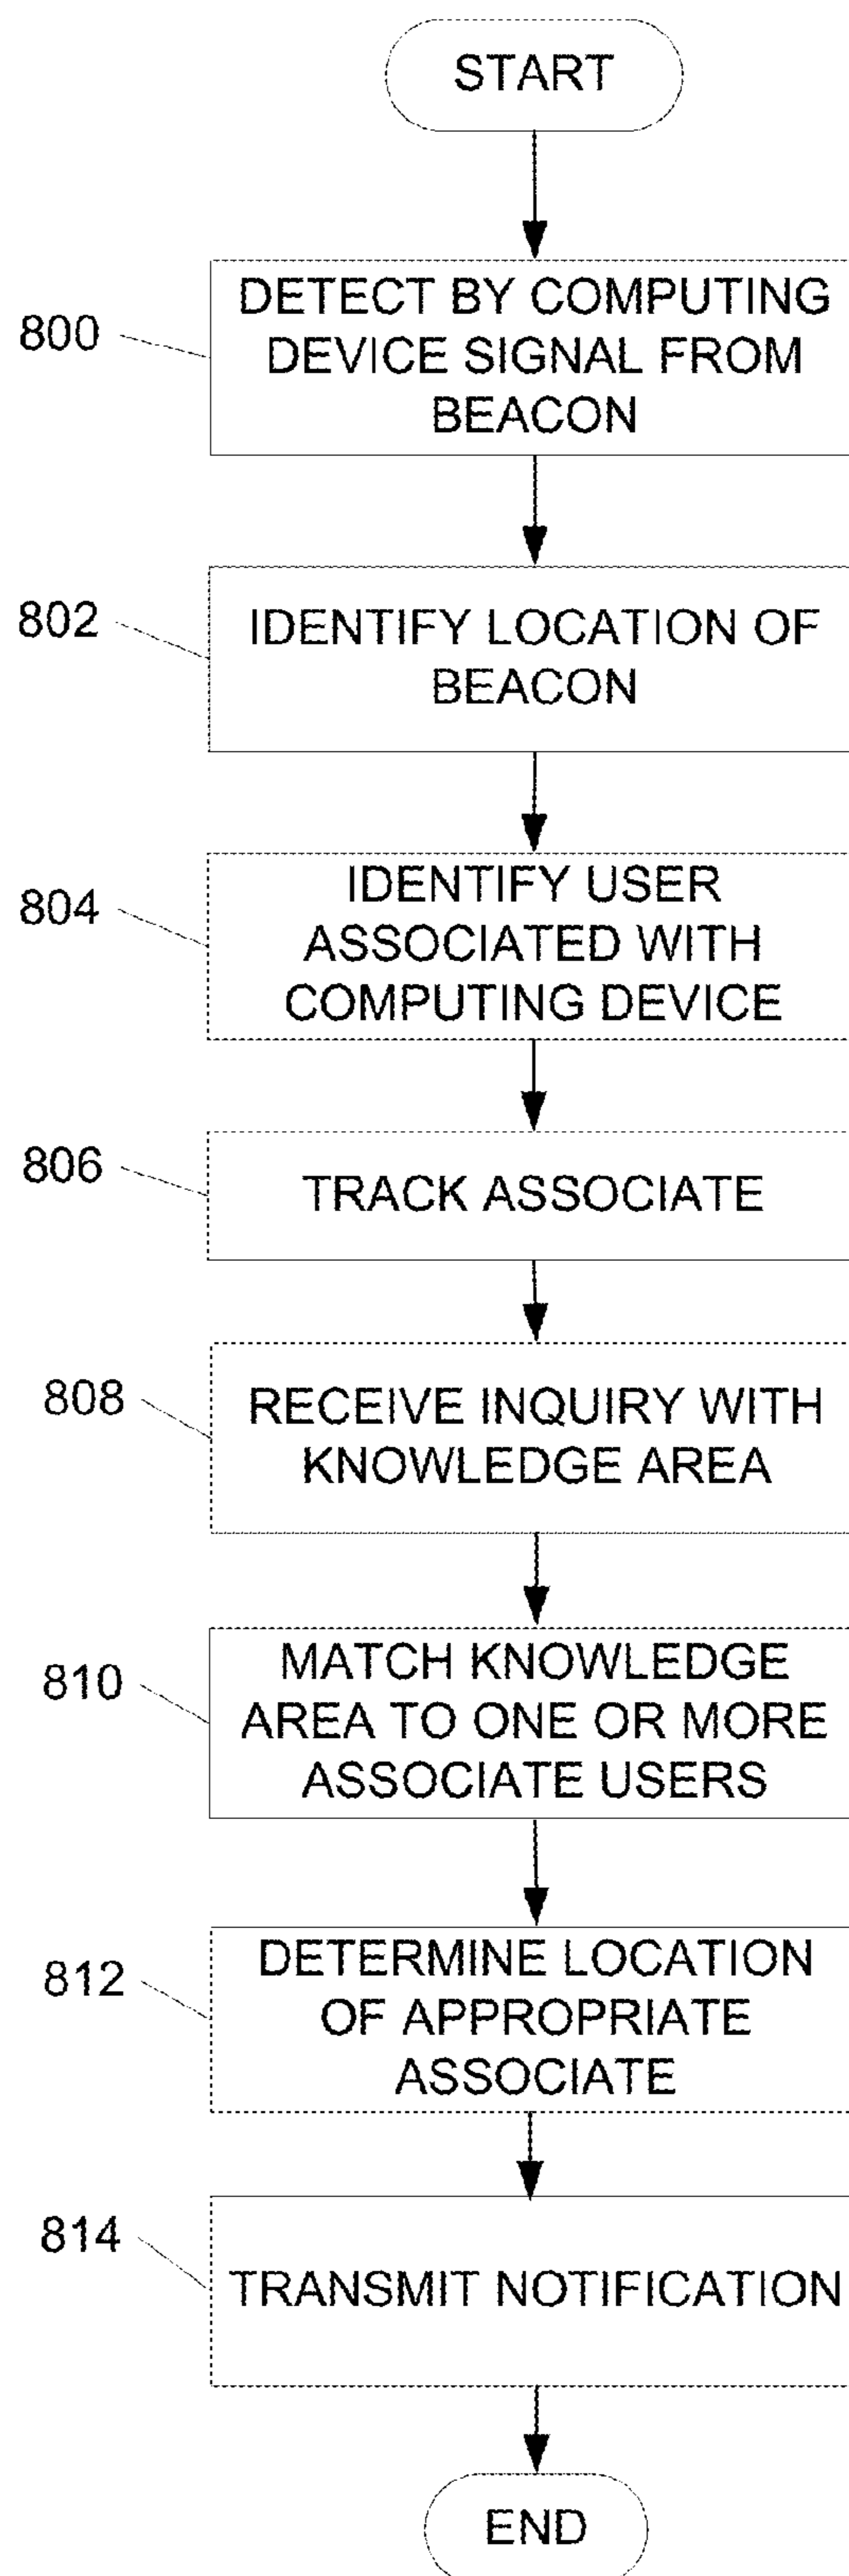 START
800
DETECT BY COMPUTING
DEVICE SIGNAL FROM
BEACON
802
IDENTIFY LOCATION OF
BEACON
804
IDENTIFY USER
ASSOCIATED WITH
COMPUTING DEVICE
806
TRACK ASSOCIATE
808
RECEIVE INQUIRY WITH
KNOWLEDGE AREA
810
MATCH KNOWLEDGE
AREA TO ONE OR MORE
ASSOCIATE USERS
812
DETERMINE LOCATION
OF APPROPRIATE
ASSOCIATE
814
TRANSMIT NOTIFICATION
END